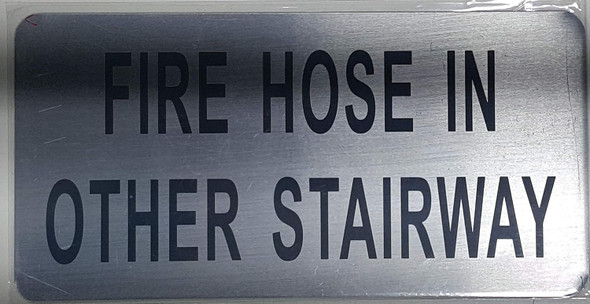 FIRE HOSE IN
OTHER STAIRWAY